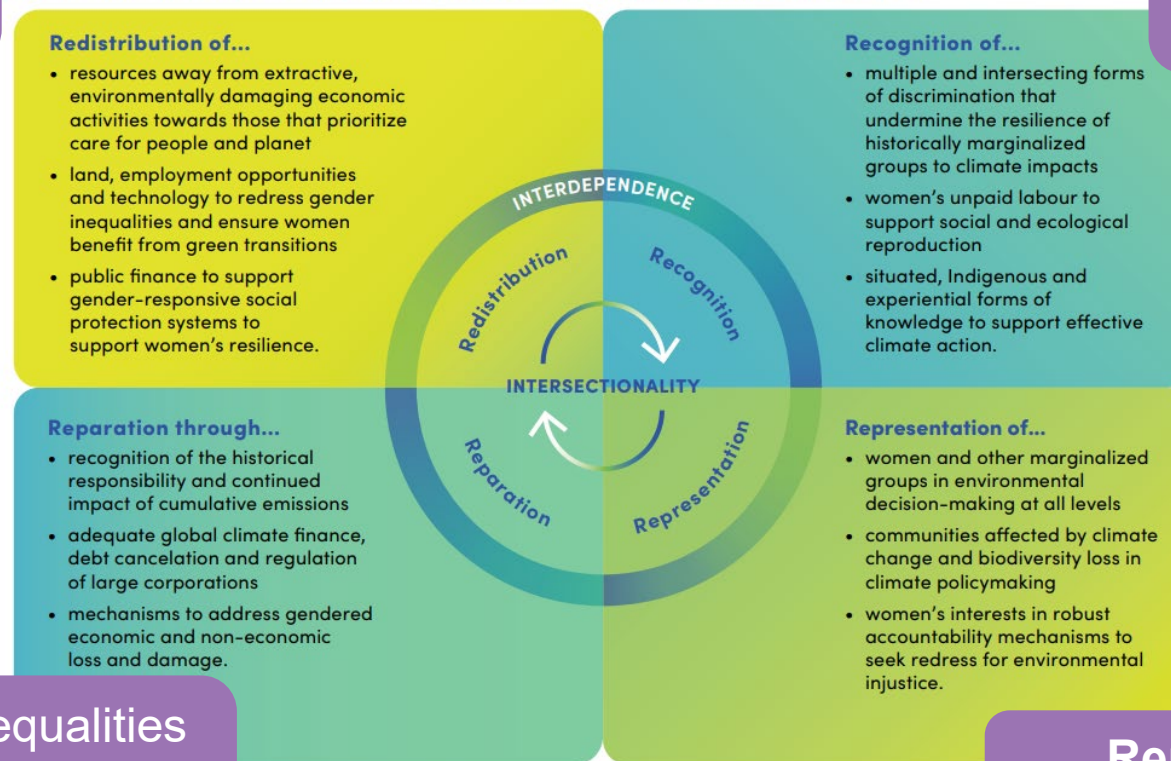 Redistribution of...
• resources away from extractive,
environmentally damaging economic
activities towards those that prioritize
care for people and planet
• land, employment opportunities
and technology to redress gender
inequalities and ensure women
benefit from green transitions
• public finance to support
gender-responsive social
protection systems to
support women's resilience.
Recognition of...
• multiple and intersecting forms
of discrimination that
undermine the resilience of
historically marginalized
groups to climate impacts
• women's unpaid labour to
support social and ecological
reproduction
• situated, Indigenous and
experiential forms of
knowledge to support effective
climate action.
INTERDEPENDENCE
Redistribution
Recognition
INTERSECTIONALITY
Reparation
Representation
Reparation through...
• recognition of the historical
responsibility and continued
impact of cumulative emissions
• adequate global climate finance,
debt cancelation and regulation
of large corporations
• mechanisms to address gendered
economic and non-economic
loss and damage.
Representation of...
• women and other marginalized
groups in environmental
decision-making at all levels
• communities affected by climate
change and biodiversity loss in
climate policymaking
• women's interests in robust
accountability mechanisms to
seek redress for environmental
injustice.
equalities
Re